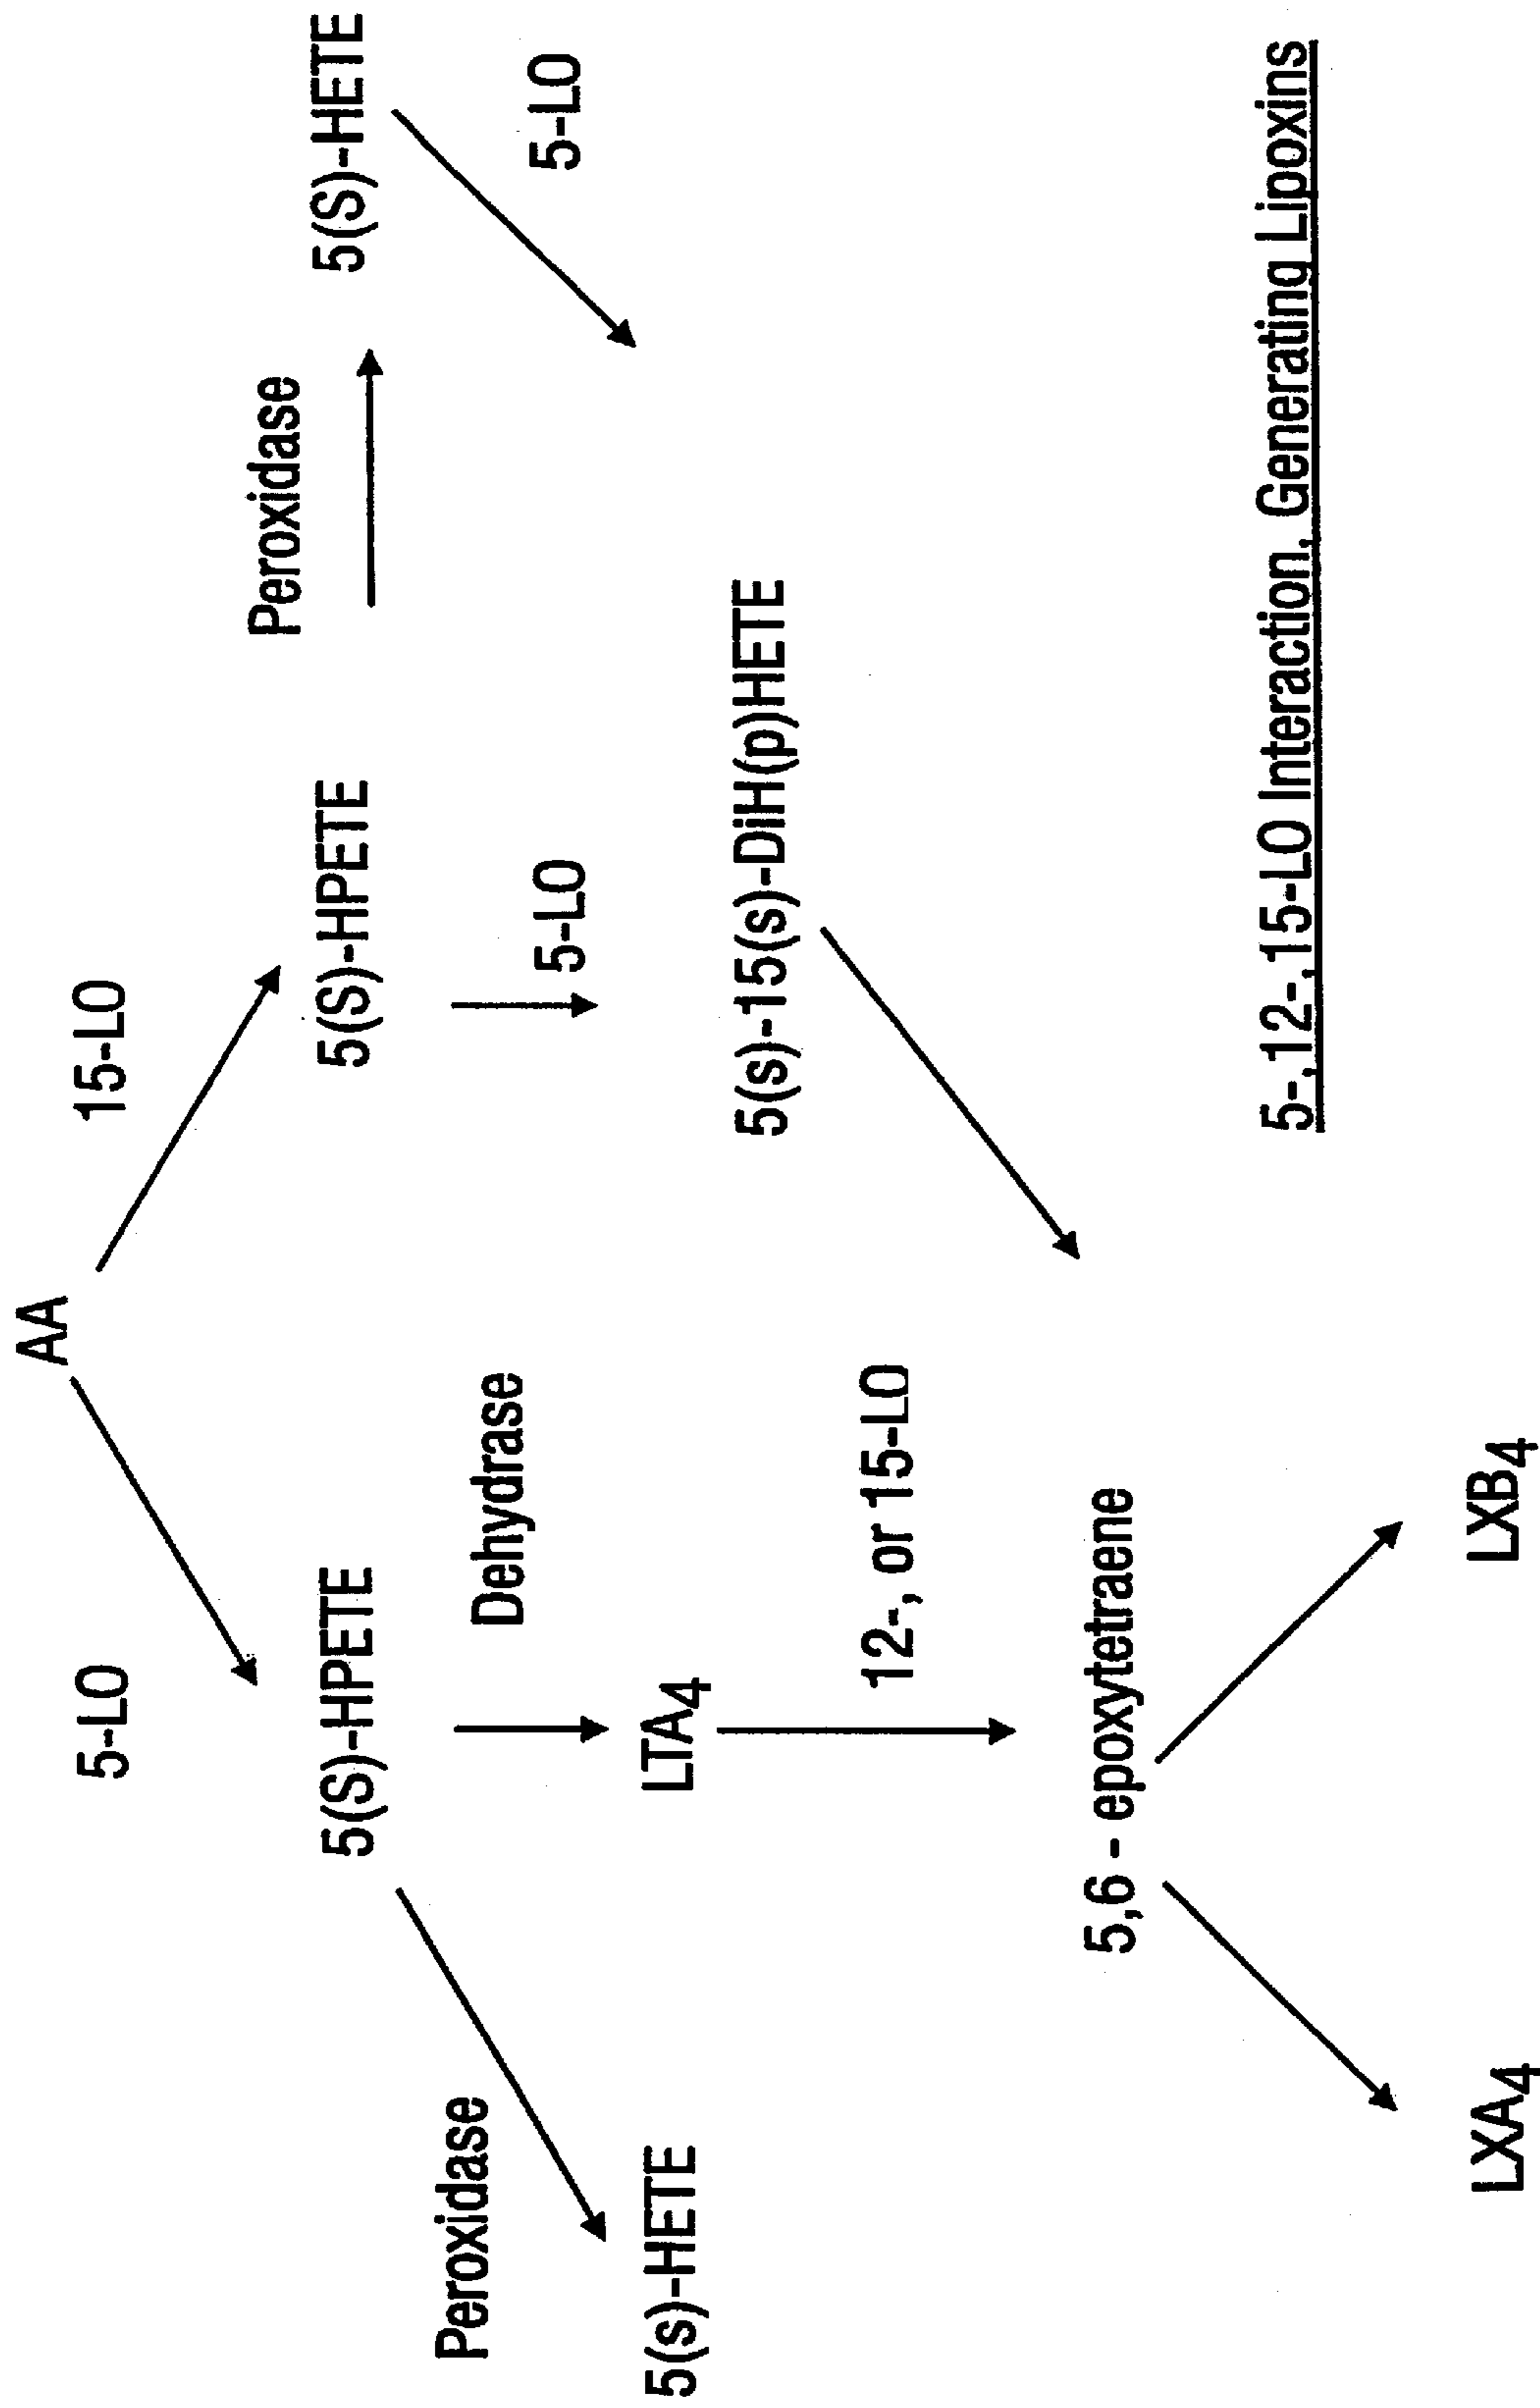 AA
5-LO
15-LO
Peroxidase
5(S)-HPETE
5(S)-HPETE
5(S)-HETE
Peroxidase
Dehydrase
5-LO
5-LO
5(s)-HETE
LTA4
5(s)-15(s)-DiH(p)HETE
12-, or 15-LO
5,6 - epoxytetraene
5-,12-,15-LO Interaction, Generating Lipoxins
LXA4
LXB4